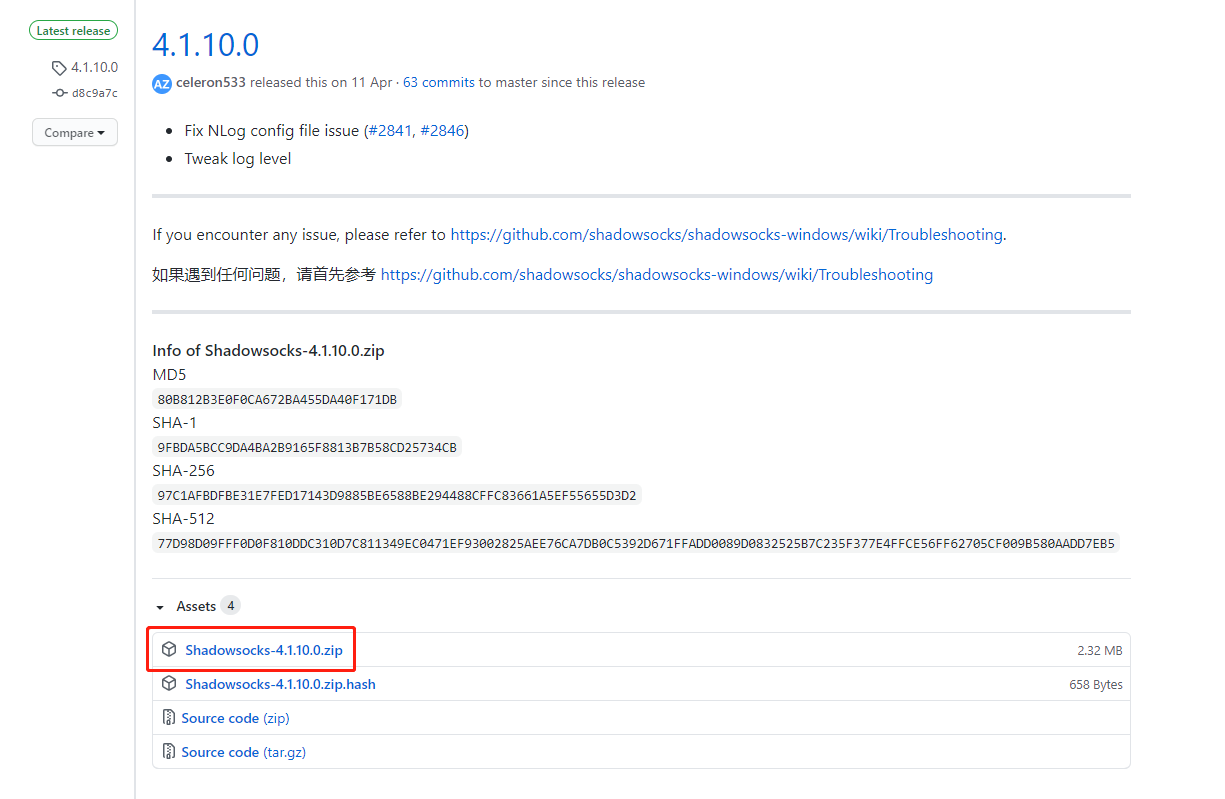 Latest release
4.1.10.0
d8c9a7c
Compare
4.1.10.0
AZ celeron533 released this on 11 Apr · 63 commits to master since this release
Fix NLog config file issue (#2841, #2846)
Tweak log level
If you encounter any issue, please refer to https://github.com/shadowsocks/shadowsocks-windows/wiki/Troubleshooting.
如果遇到任何问题，请首先参考 https://github.com/shadowsocks/shadowsocks-windows/wiki/Troubleshooting
Info of Shadowsocks-4.1.10.0.zip
MD5
80B812B3E0F0CA672BA455DA40F171DB
SHA-1
9FBDA5BCC9DA4BA2B9165F8813B7B58CD25734CB
SHA-256
97C1AFBDFBE31E7FED17143D9885BE6588BE294488CFFC83661A5EF55655D3D2
SHA-512
77D98D09FFF0D0F810DDC310D7C811349EC0471EF93002825AEE76CA7DB0C5392D671FFADD0089D0832525B7C235F377E4FFCE56FF62705CF009B580AADD7EB5
Assets 4
Shadowsocks-4.1.10.0.zip 2.32 MB
Shadowsocks-4.1.10.0.zip.hash 658 Bytes
Source code (zip)
Source code (tar.gz)